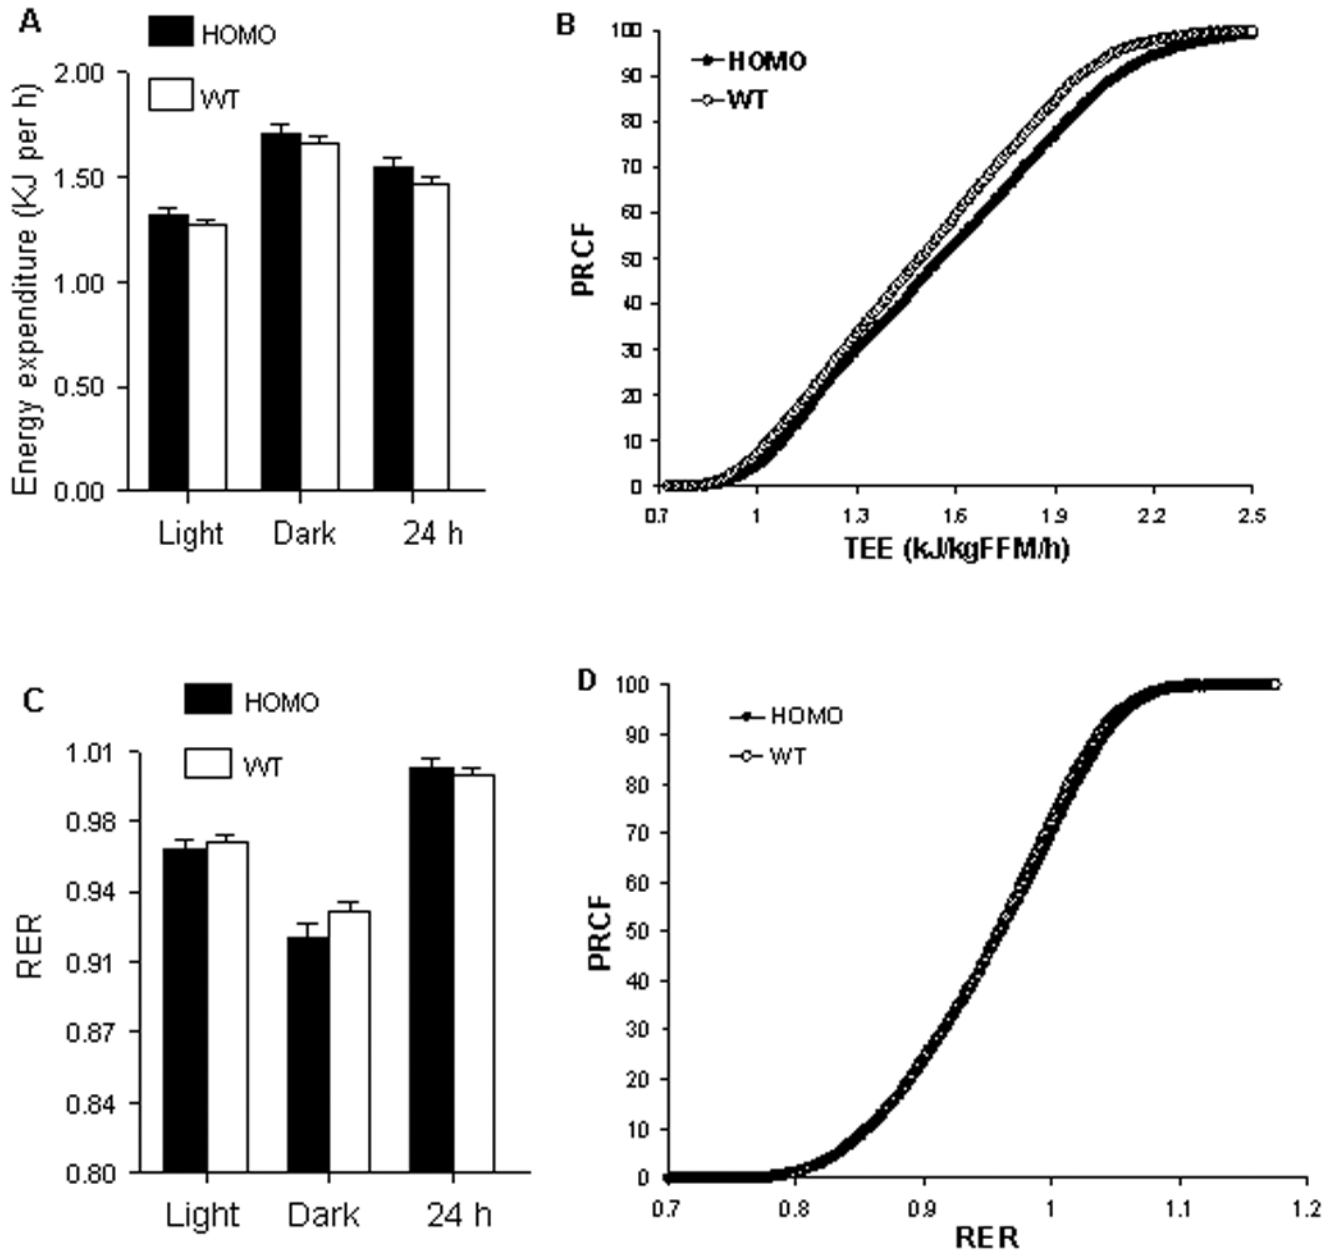 A
HOMO
WT
Energy expenditure (KJ per h)
2.00
1.50
1.00
0.50
0.00
Light Dark 24 h
B
HOMO
WT
PRCF
100
90
80
70
60
50
40
30
20
10
0
0.7 1 1.3 1.6 1.9 2.2 2.5
TEE (kJ/kgFFM/h)
C
HOMO
WT
RER
1.01
0.98
0.94
0.91
0.87
0.84
0.80
Light Dark 24 h
D
HOMO
WT
PRCF
100
90
80
70
60
50
40
30
20
10
0
0.7 0.8 0.9 1 1.1 1.2
RER